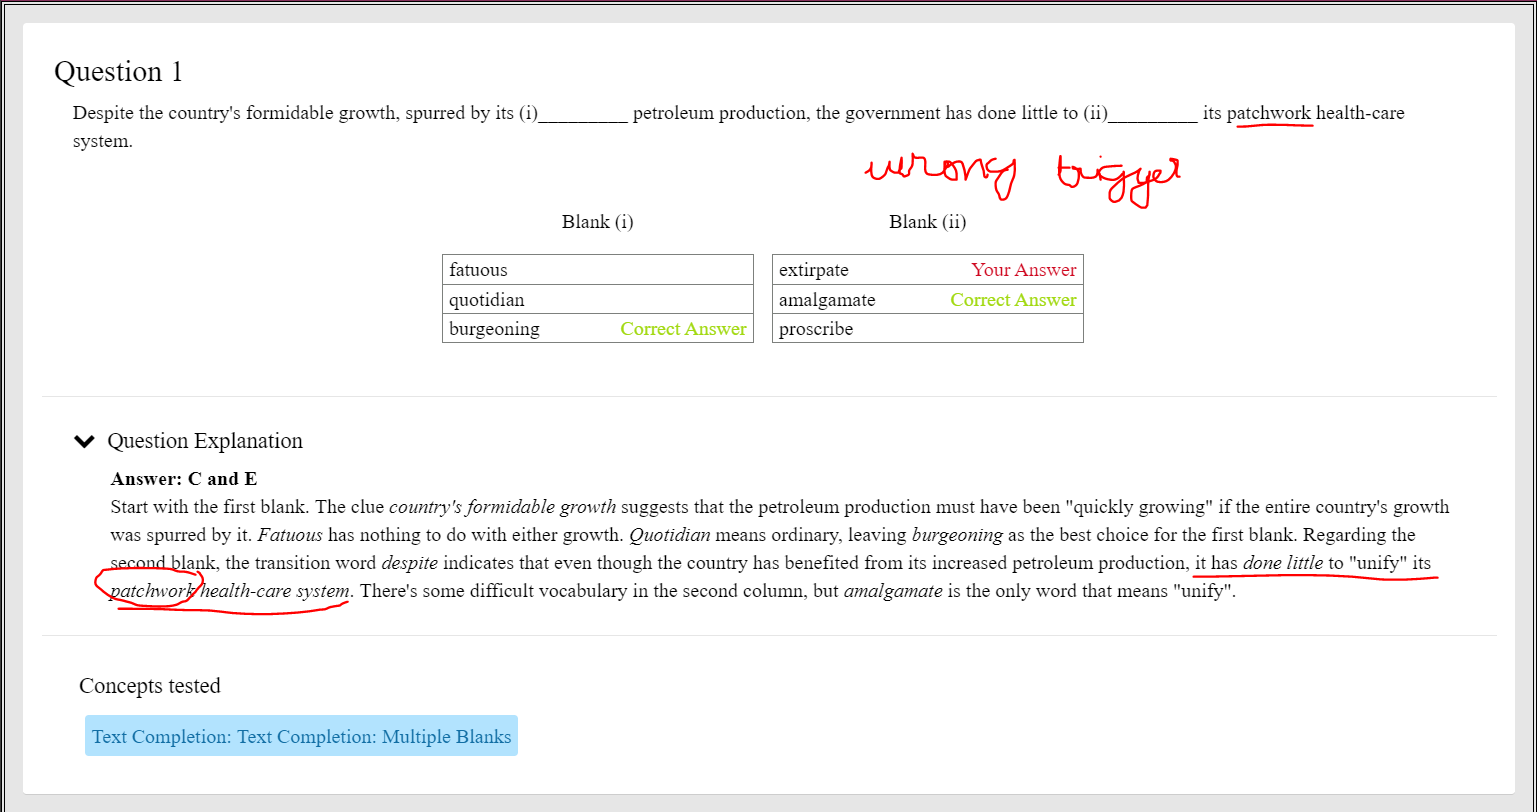 Question 1
Despite the country's formidable growth, spurred by its (i)_________ petroleum production, the government has done little to (ii)_________ its patchwork health-care
system.
wrong trigger
Blank (i) Blank (ii)
fatuous extirpate Your Answer
quotidian amalgamate Correct Answer
burgeoning Correct Answer proscribe
Question Explanation
Answer: C and E
Start with the first blank. The clue country's formidable growth suggests that the petroleum production must have been "quickly growing" if the entire country's growth
was spurred by it. Fatuous has nothing to do with either growth. Quotidian means ordinary, leaving burgeoning as the best choice for the first blank. Regarding the
second blank, the transition word despite indicates that even though the country has benefited from its increased petroleum production, it has done little to "unify" its
patchwork health-care system. There's some difficult vocabulary in the second column, but amalgamate is the only word that means "unify".
Concepts tested
Text Completion: Text Completion: Multiple Blanks